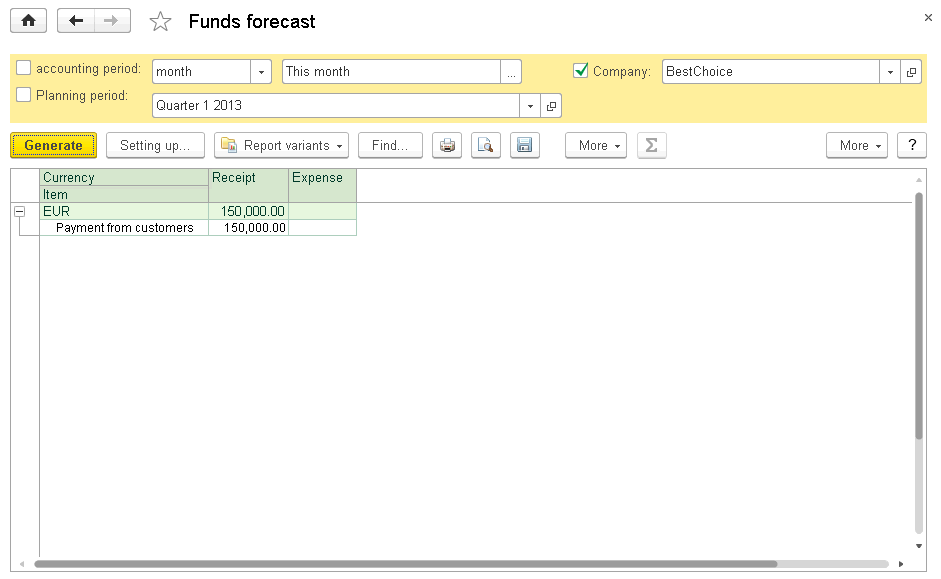 Funds forecast
accounting period: month This month ... Company: BestChoice
Planning period: Quarter 1 2013
Generate Setting up... Report variants Find... More Σ More ?
Currency Receipt Expense
Item
EUR 150,000.00
Payment from customers 150,000.00